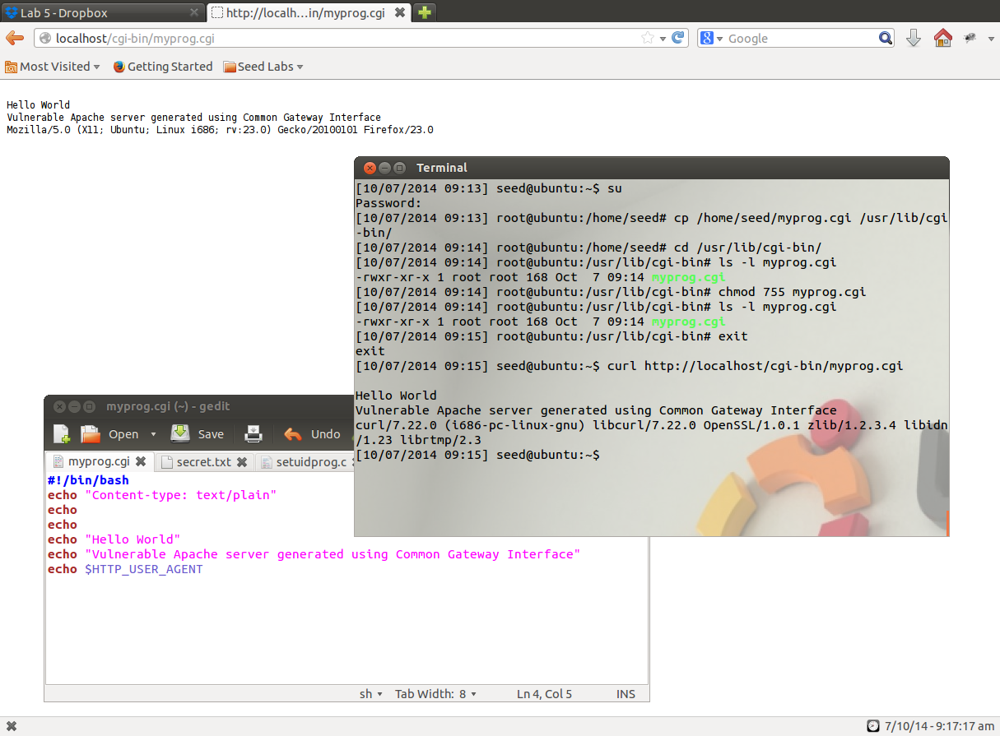 Lab 5 - Dropbox
http://localh...in/myprog.cgi
localhost/cgi-bin/myprog.cgi
Google
Most Visited
Getting Started
Seed Labs
Hello World
Vulnerable Apache server generated using Common Gateway Interface
Mozilla/5.0 (X11; Ubuntu; Linux i686; rv:23.0) Gecko/20100101 Firefox/23.0
Terminal
[10/07/2014 09:13] seed@ubuntu:~$ su
Password:
[10/07/2014 09:13] root@ubuntu:/home/seed# cp /home/seed/myprog.cgi /usr/lib/cgi
-bin/
[10/07/2014 09:14] root@ubuntu:/home/seed# cd /usr/lib/cgi-bin/
[10/07/2014 09:14] root@ubuntu:/usr/lib/cgi-bin# ls -l myprog.cgi
-rwxr-xr-x 1 root root 168 Oct  7 09:14 myprog.cgi
[10/07/2014 09:14] root@ubuntu:/usr/lib/cgi-bin# chmod 755 myprog.cgi
[10/07/2014 09:14] root@ubuntu:/usr/lib/cgi-bin# ls -l myprog.cgi
-rwxr-xr-x 1 root root 168 Oct  7 09:14 myprog.cgi
[10/07/2014 09:15] root@ubuntu:/usr/lib/cgi-bin# exit
exit
[10/07/2014 09:15] seed@ubuntu:~$ curl http://localhost/cgi-bin/myprog.cgi
Hello World
Vulnerable Apache server generated using Common Gateway Interface
curl/7.22.0 (i686-pc-linux-gnu) libcurl/7.22.0 OpenSSL/1.0.1 zlib/1.2.3.4 libidn
/1.23 librtmp/2.3
[10/07/2014 09:15] seed@ubuntu:~$
myprog.cgi (~) - gedit
Open
Save
Undo
myprog.cgi
secret.txt
setuidprog.c
#!/bin/bash
echo "Content-type: text/plain"
echo
echo
echo "Hello World"
echo "Vulnerable Apache server generated using Common Gateway Interface"
echo $HTTP_USER_AGENT
sh
Tab Width: 8
Ln 4, Col 5
INS
7/10/14 - 9:17:17 am